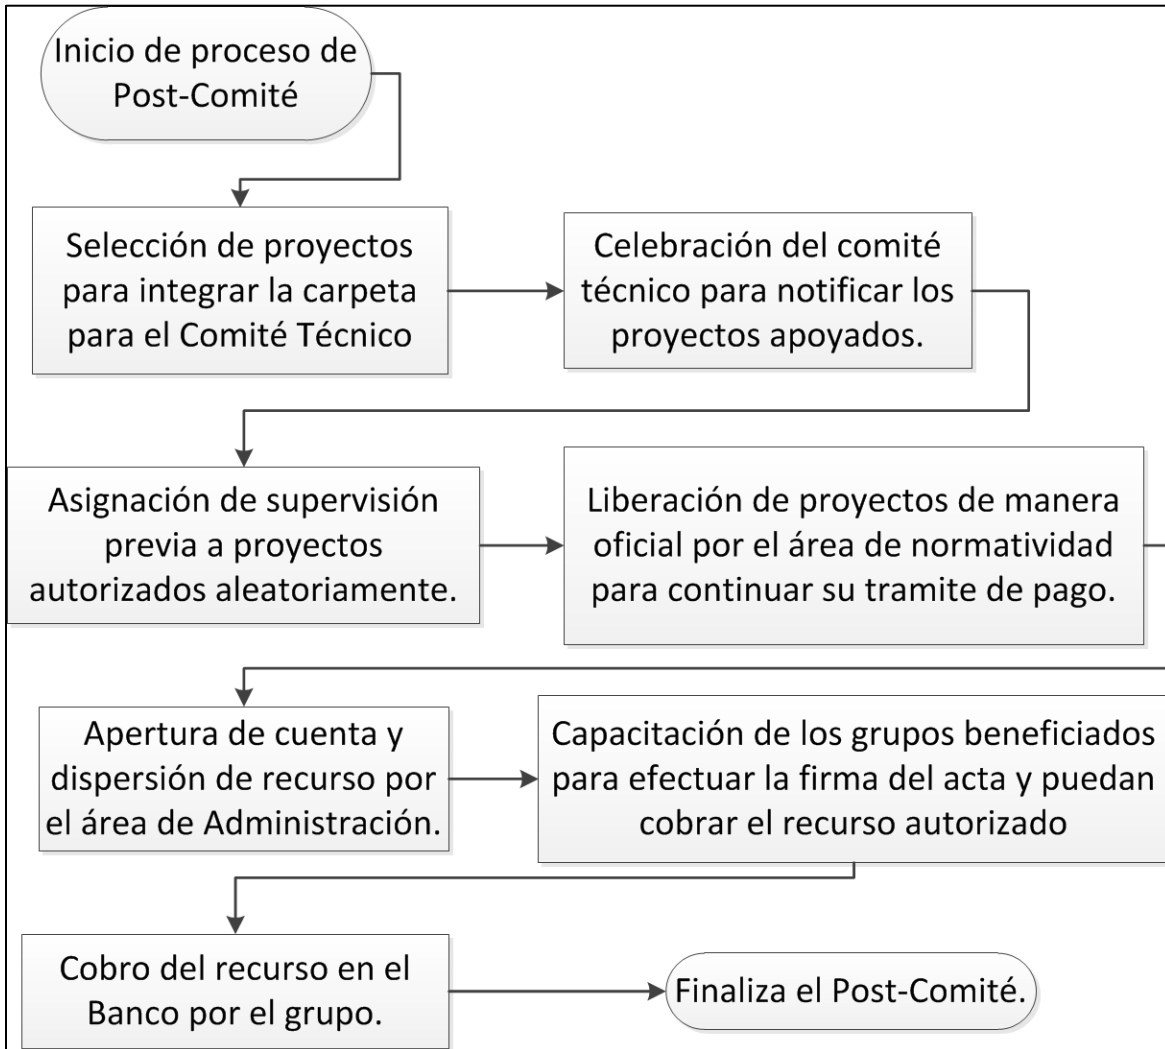 Inicio de proceso de
Post-Comité
Selección de proyectos
para integrar la carpeta
para el Comité Técnico
Celebración del comité
técnico para notificar los
proyectos apoyados.
Asignación de supervisión
previa a proyectos
autorizados aleatoriamente.
Liberación de proyectos de manera
oficial por el área de normatividad
para continuar su tramite de pago.
Apertura de cuenta y
dispersión de recurso por
el área de Administración.
Capacitación de los grupos beneficiados
para efectuar la firma del acta y puedan
cobrar el recurso autorizado
Cobro del recurso en el
Banco por el grupo.
Finaliza el Post-Comité.